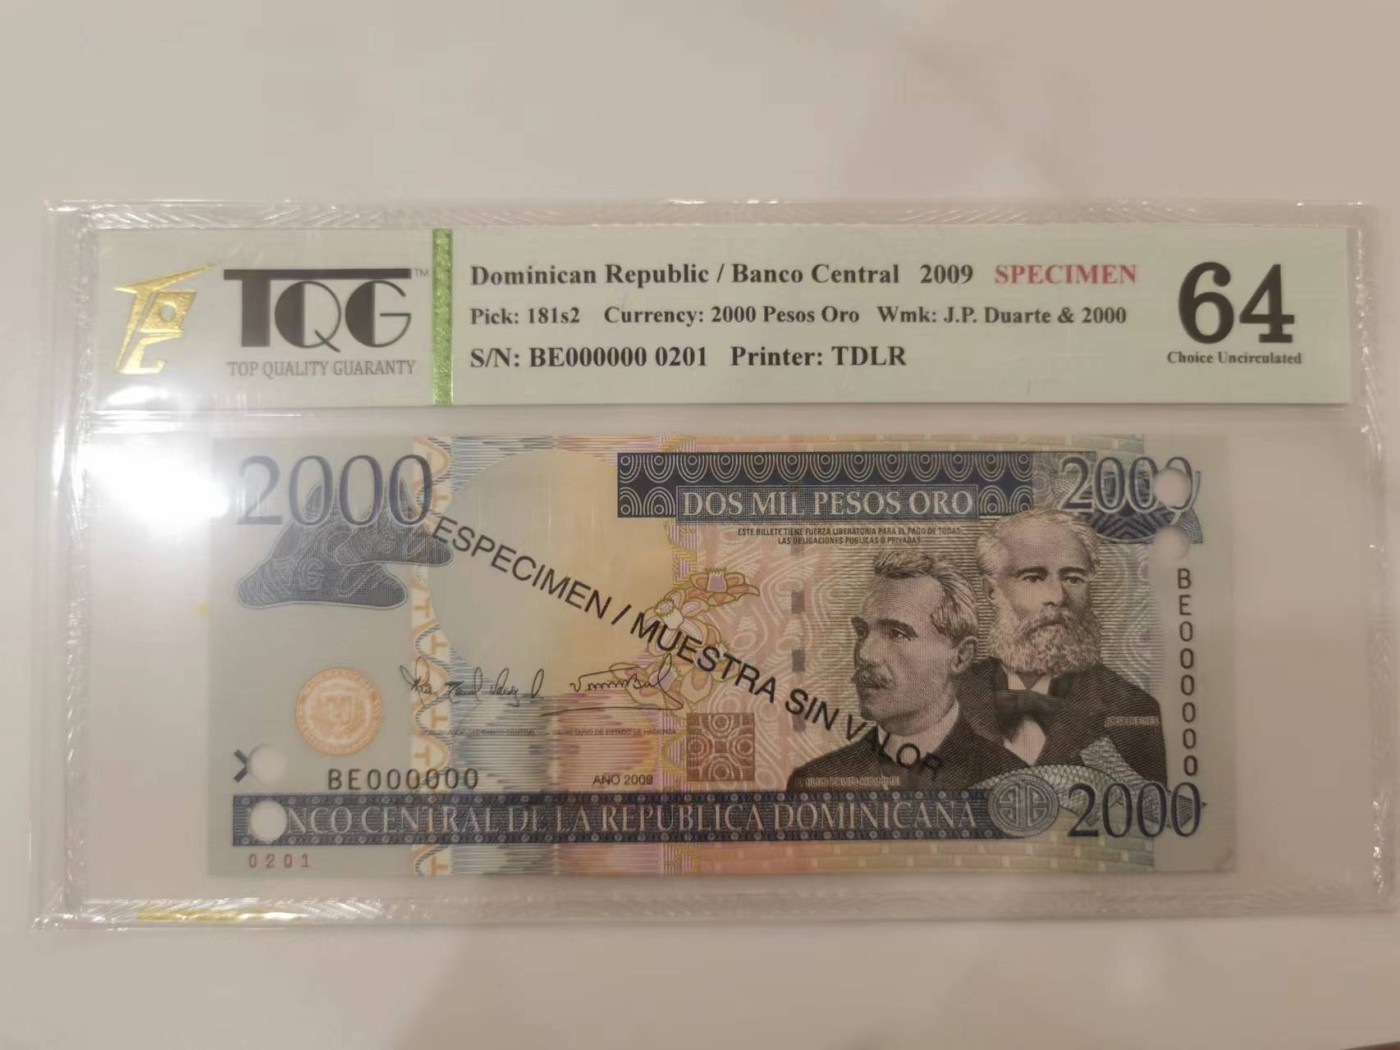 TQG™
TOP QUALITY GUARANTY
Dominican Republic / Banco Central 2009 SPECIMEN
Pick: 181s2 Currency: 2000 Pesos Oro Wmk: J.P. Duarte & 2000
S/N: BE000000 0201 Printer: TDLR
64
Choice Uncirculated
2000
DOS MIL PESOS ORO
2000
ESTE BILLETE TIENE FUERZA LIBERATORIA PARA EL PAGO DE TODAS
LAS OBLIGACIONES PUBLICAS O PRIVADAS
ESPECIMEN / MUESTRA SIN VALOR
BE000000
BE000000
AÑO 2009
NCO CENTRAL DE LA REPUBLICA DOMINICANA
2000
0201